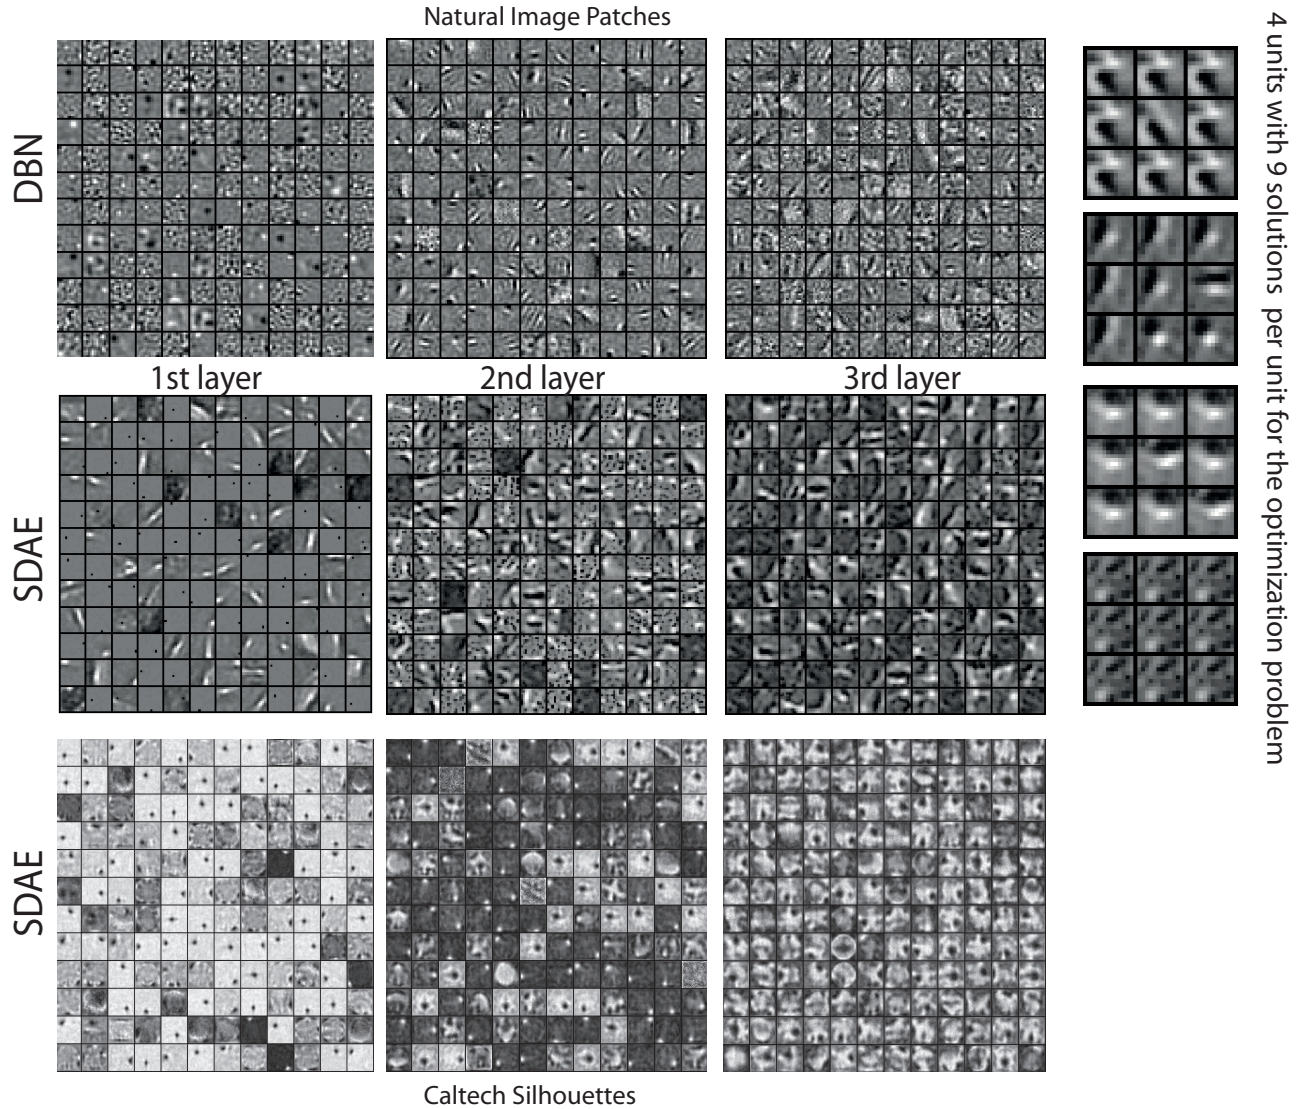 Natural Image Patches
DBN
1st layer
2nd layer
3rd layer
SDAE
SDAE
Caltech Silhouettes
4 units with 9 solutions per unit for the optimization problem